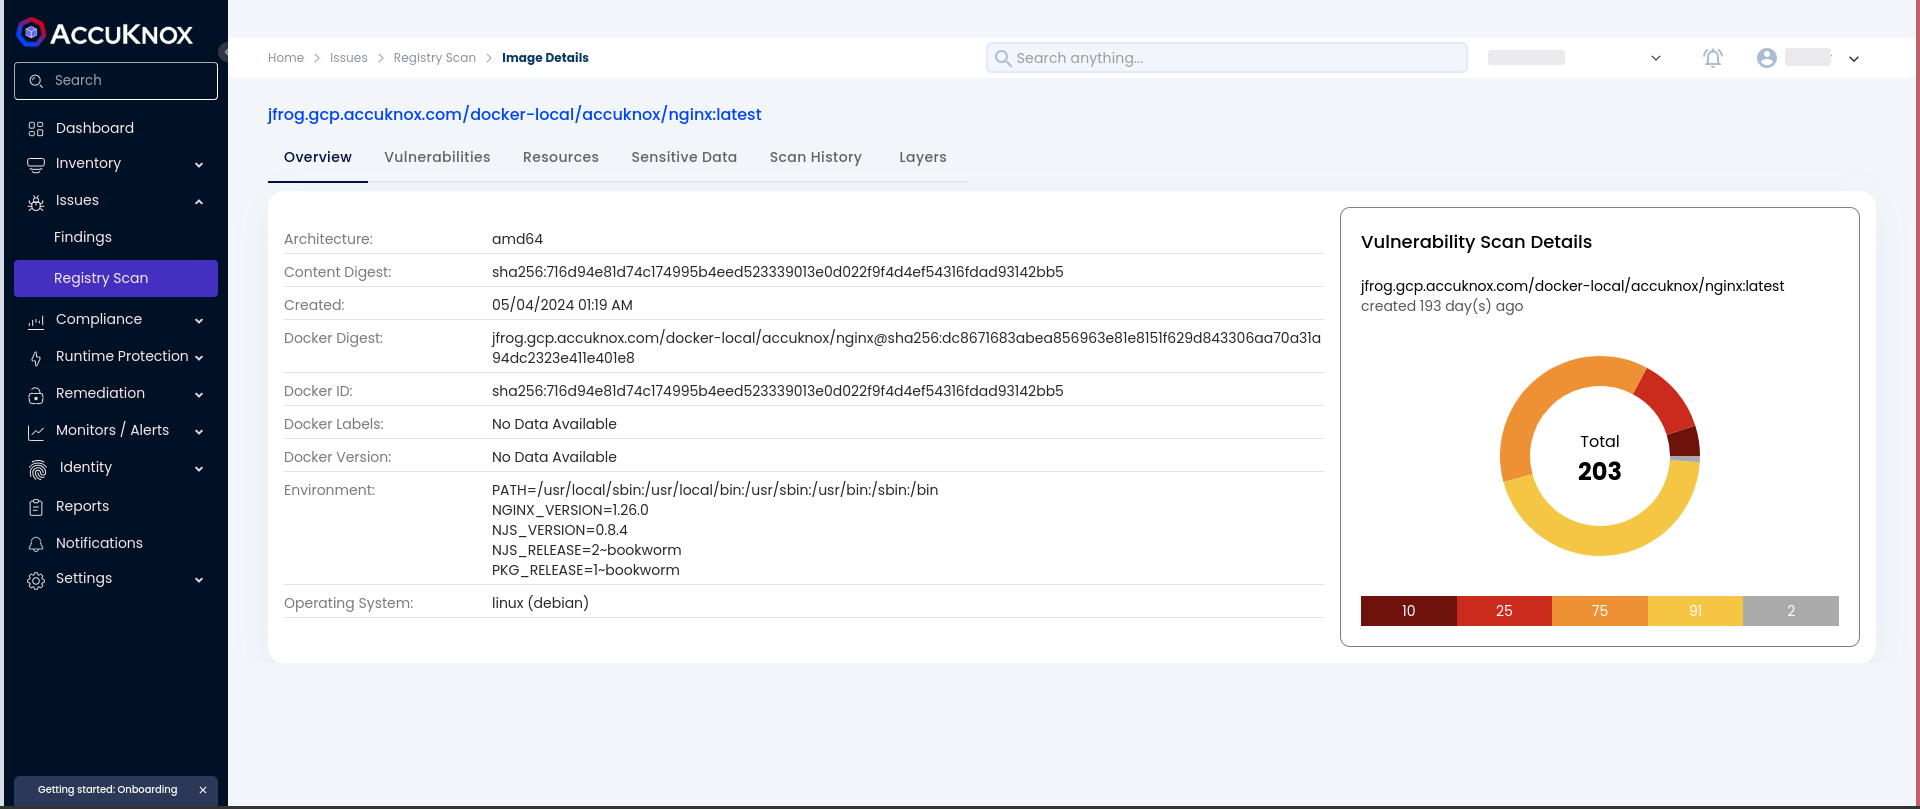 ACCUKNOX
Search
Dashboard
Inventory
Issues
Findings
Registry Scan
Compliance
Runtime Protection
Remediation
Monitors / Alerts
Identity
Reports
Notifications
Settings
Getting started: Onboarding ×
Home > Issues > Registry Scan > Image Details
Search anything...
jfrog.gcp.accuknox.com/docker-local/accuknox/nginx:latest
Overview Vulnerabilities Resources Sensitive Data Scan History Layers
Architecture: amd64
Content Digest: sha256:716d94e81d74c174995b4eed523339013e0d022f9f4d4ef54316fdad93142bb5
Created: 05/04/2024 01:19 AM
Docker Digest: jfrog.gcp.accuknox.com/docker-local/accuknox/nginx@sha256:dc8671683abea856963e81e8151f629d843306aa70a31a
94dc2323e411e401e8
Docker ID: sha256:716d94e81d74c174995b4eed523339013e0d022f9f4d4ef54316fdad93142bb5
Docker Labels: No Data Available
Docker Version: No Data Available
Environment: PATH=/usr/local/sbin:/usr/local/bin:/usr/sbin:/usr/bin:/sbin:/bin
NGINX_VERSION=1.26.0
NJS_VERSION=0.8.4
NJS_RELEASE=2~bookworm
PKG_RELEASE=1~bookworm
Operating System: linux (debian)
Vulnerability Scan Details
jfrog.gcp.accuknox.com/docker-local/accuknox/nginx:latest
created 193 day(s) ago
Total
203
10 25 75 91 2